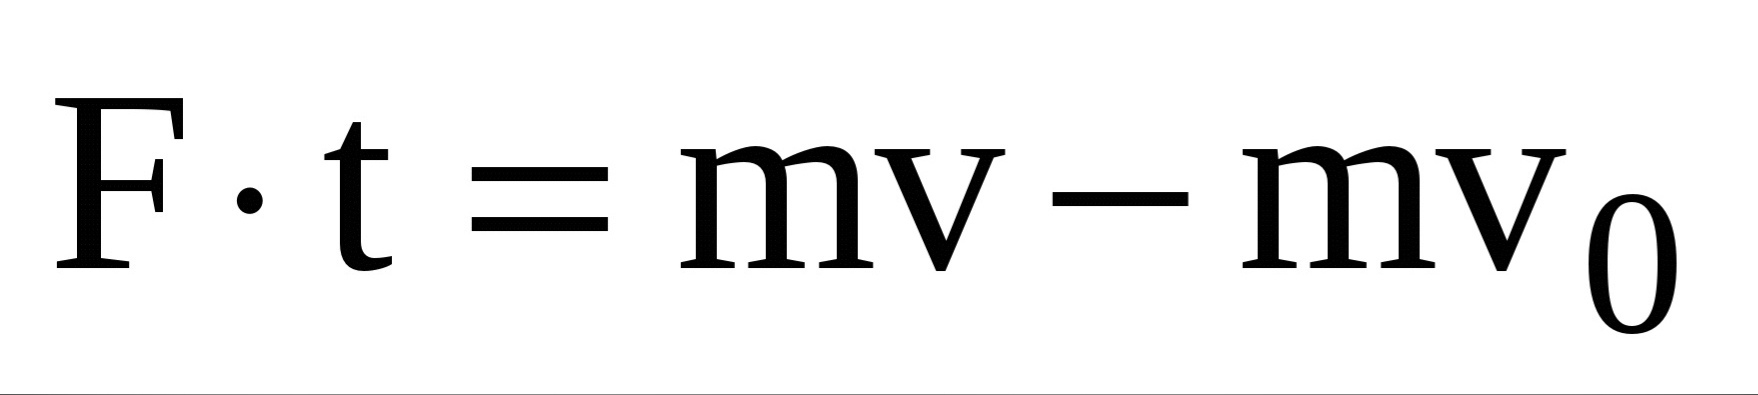 F · t = mv − mv₀